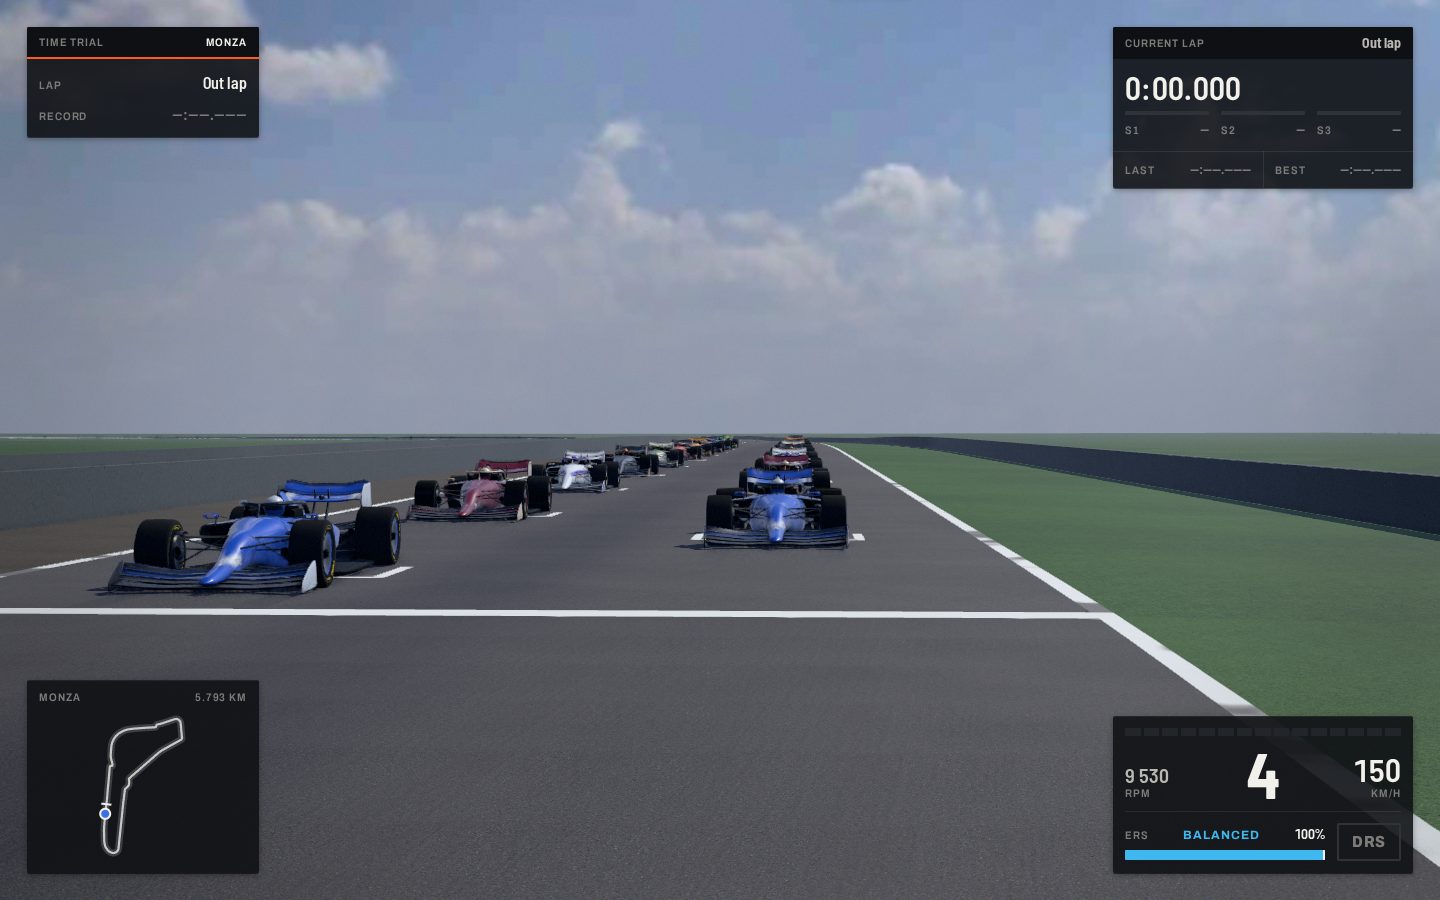 TIME TRIAL MONZA
LAP Out lap
RECORD –:––.–––
CURRENT LAP Out lap
0:00.000
S1 – S2 – S3 –
LAST –:––.––– BEST –:––.–––
MONZA 5.793 KM
9 530 RPM
4
150 KM/H
ERS BALANCED 100%
DRS